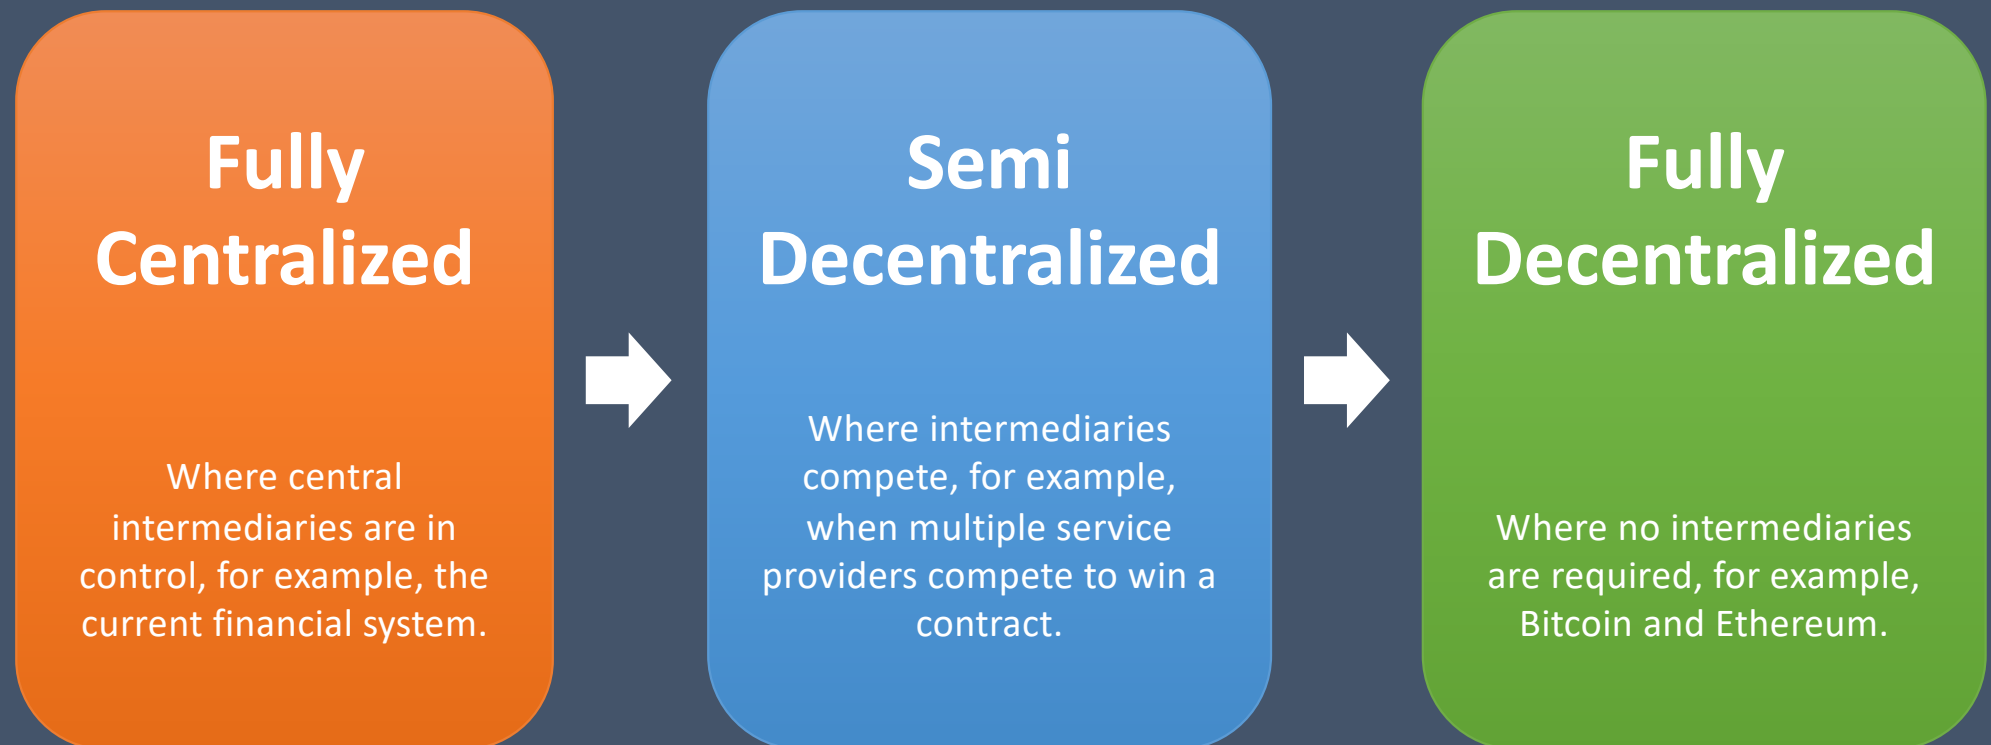 Fully
Centralized
Where central
intermediaries are in
control, for example, the
current financial system.
Semi
Decentralized
Where intermediaries
compete, for example,
when multiple service
providers compete to win a
contract.
Fully
Decentralized
Where no intermediaries
are required, for example,
Bitcoin and Ethereum.